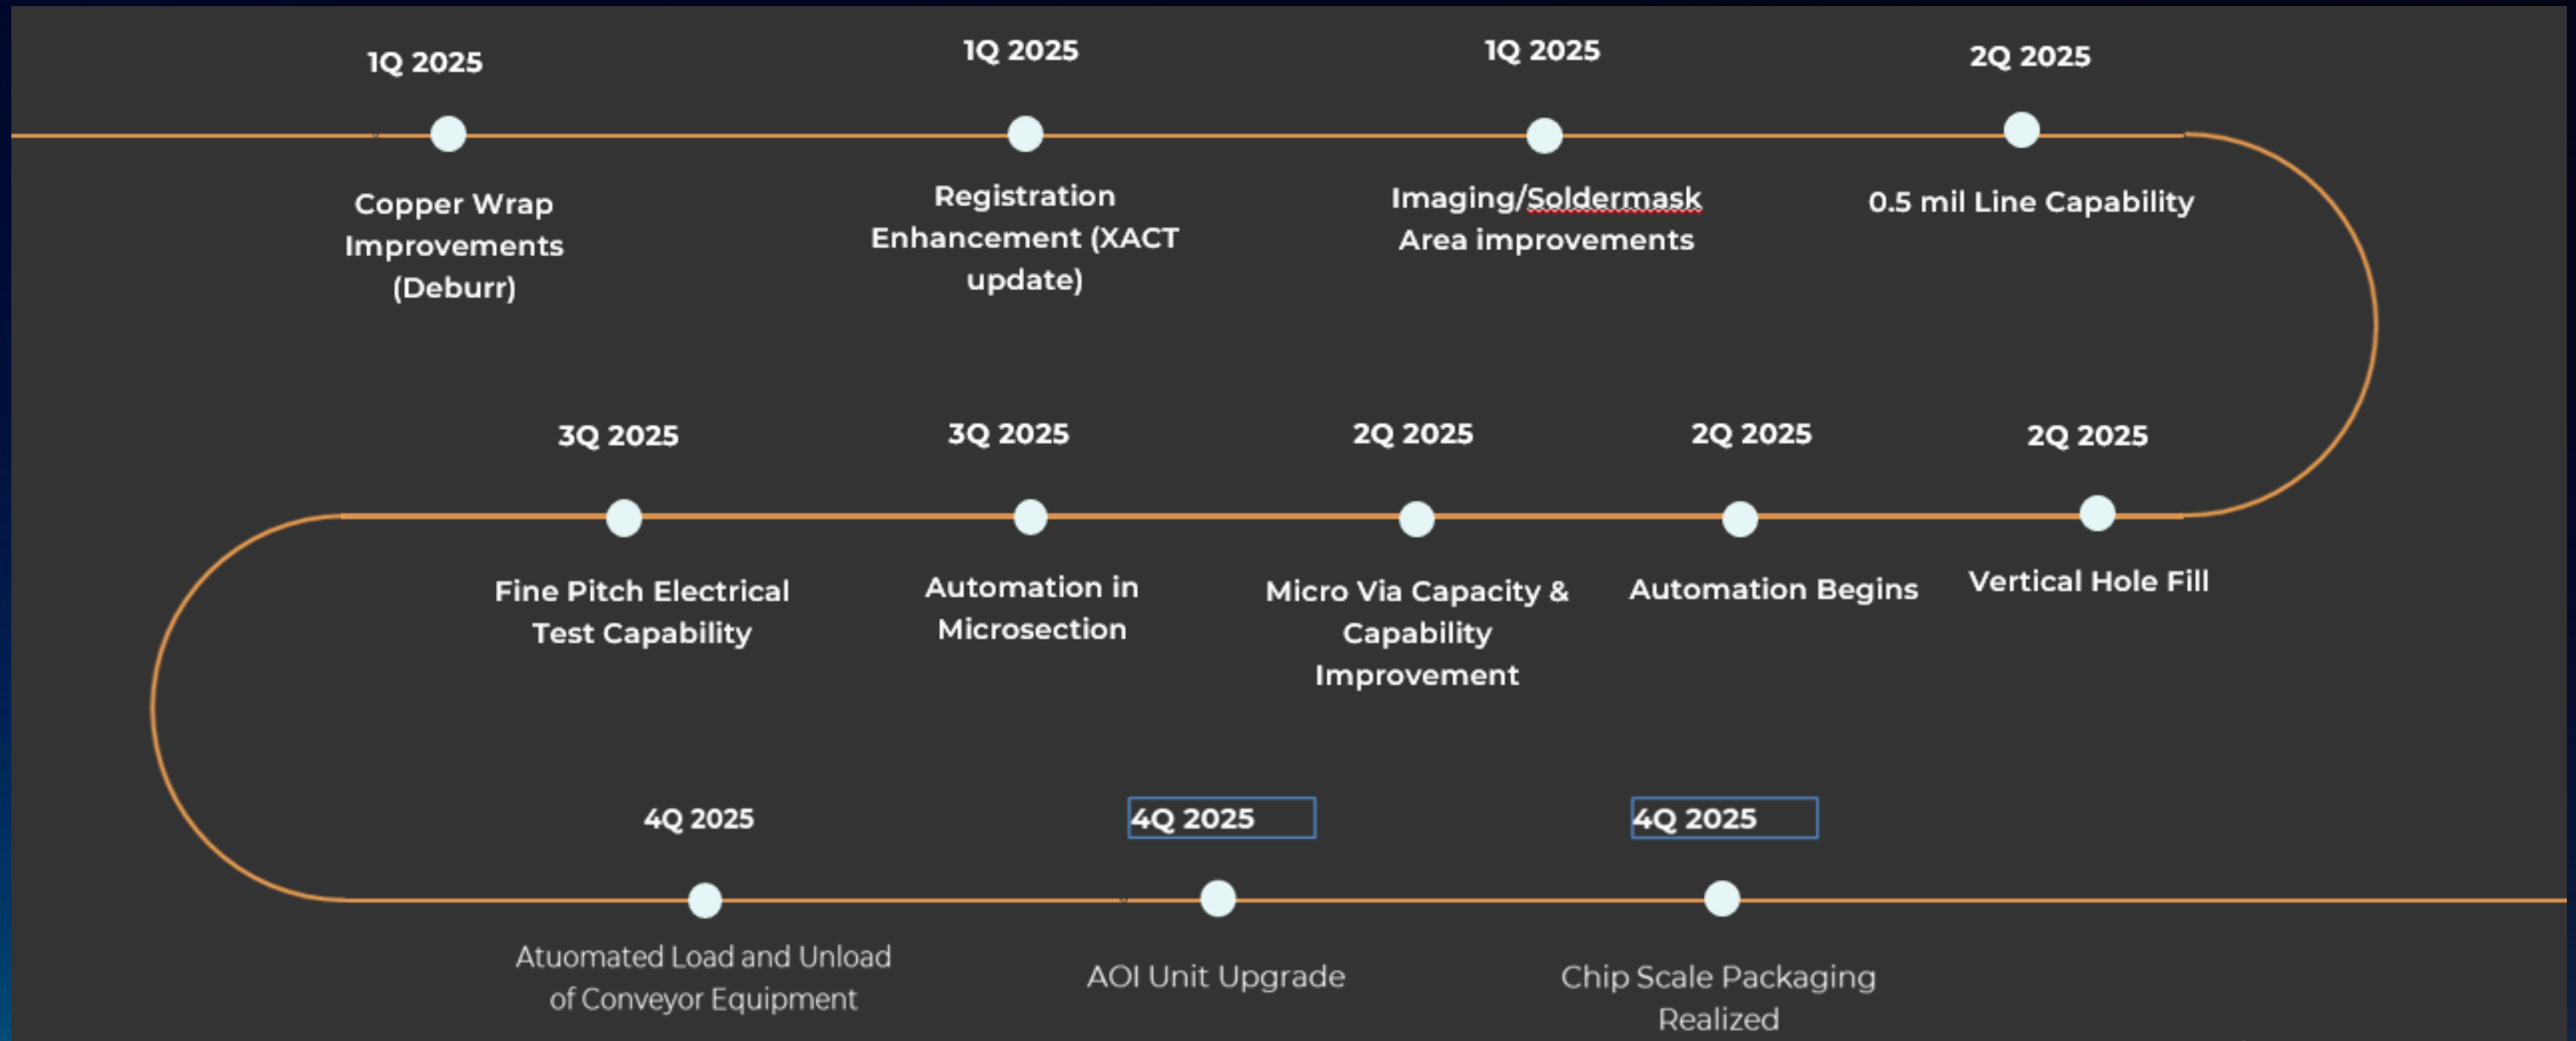 1Q 2025
1Q 2025
1Q 2025
2Q 2025
Copper Wrap
Improvements
(Deburr)
Registration
Enhancement (XACT
update)
Imaging/Soldermask
Area improvements
0.5 mil Line Capability
3Q 2025
3Q 2025
2Q 2025
2Q 2025
2Q 2025
Fine Pitch Electrical
Test Capability
Automation in
Microsection
Micro Via Capacity &
Capability
Improvement
Automation Begins
Vertical Hole Fill
4Q 2025
4Q 2025
4Q 2025
Atuomated Load and Unload
of Conveyor Equipment
AOI Unit Upgrade
Chip Scale Packaging
Realized